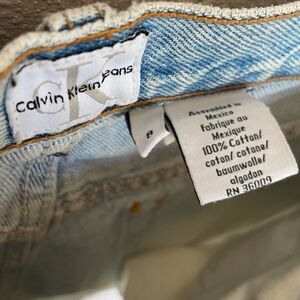 CK
Calvin Klein Jeans
8
Assembled in
Mexico
Fabriqué au
Mexique
100% Cotton/
coton/ cotone/
baumwolle/
algodon
RN 36009